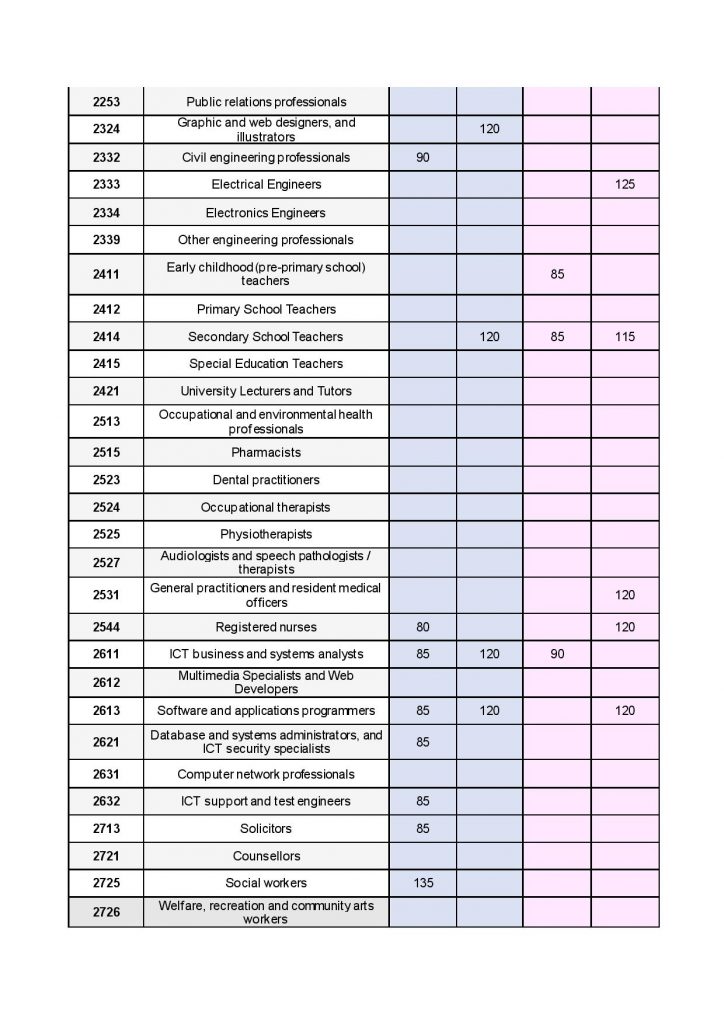 2253 Public relations professionals
2324 Graphic and web designers, and
illustrators 120
2332 Civil engineering professionals 90
2333 Electrical Engineers 125
2334 Electronics Engineers
2339 Other engineering professionals
2411 Early childhood (pre-primary school)
teachers 85
2412 Primary School Teachers
2414 Secondary School Teachers 120 85 115
2415 Special Education Teachers
2421 University Lecturers and Tutors
2513 Occupational and environmental health
professionals
2515 Pharmacists
2523 Dental practitioners
2524 Occupational therapists
2525 Physiotherapists
2527 Audiologists and speech pathologists /
therapists
2531 General practitioners and resident medical
officers 120
2544 Registered nurses 80 120
2611 ICT business and systems analysts 85 120 90
2612 Multimedia Specialists and Web
Developers
2613 Software and applications programmers 85 120 120
2621 Database and systems administrators, and
ICT security specialists 85
2631 Computer network professionals
2632 ICT support and test engineers 85
2713 Solicitors 85
2721 Counsellors
2725 Social workers 135
2726 Welfare, recreation and community arts
workers